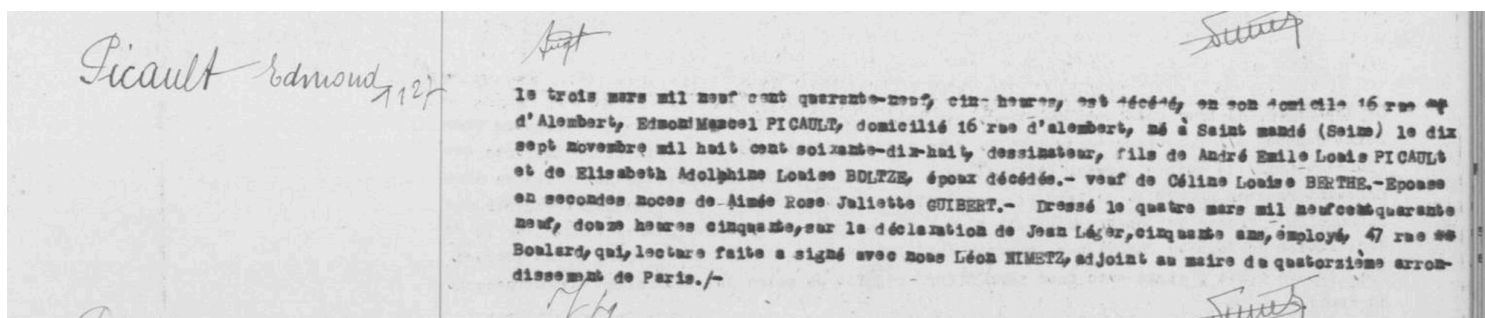 Picault Edmond
1127
le trois mars mil neuf cent quarante-neuf, cinq heures, est décédé, en son domicile 16 rue
d'Alembert, Edmond Marcel PICAULT, domicilié 16 rue d'alembert, né à Saint mandé (Seine) le dix
sept novembre mil huit cent soixante-dix-huit, dessinateur, fils de André Emile Louis PICAULT
et de Elisabeth Adolphine Louise BOLTZE, époux décédés.- veuf de Céline Louise BERTHE.-Epouse
en secondes noces de Aimée Rose Juliette GUIBERT.- Dressé le quatre mars mil neufcentquarante
neuf, douze heures cinquante,sur la déclaration de Jean Léger,cinquante ans,employé, 47 rue
Boulard,qui,lecture faite a signé avec nous Léon NIMETZ,adjoint au maire du quatorzième arron-
dissement de Paris./-